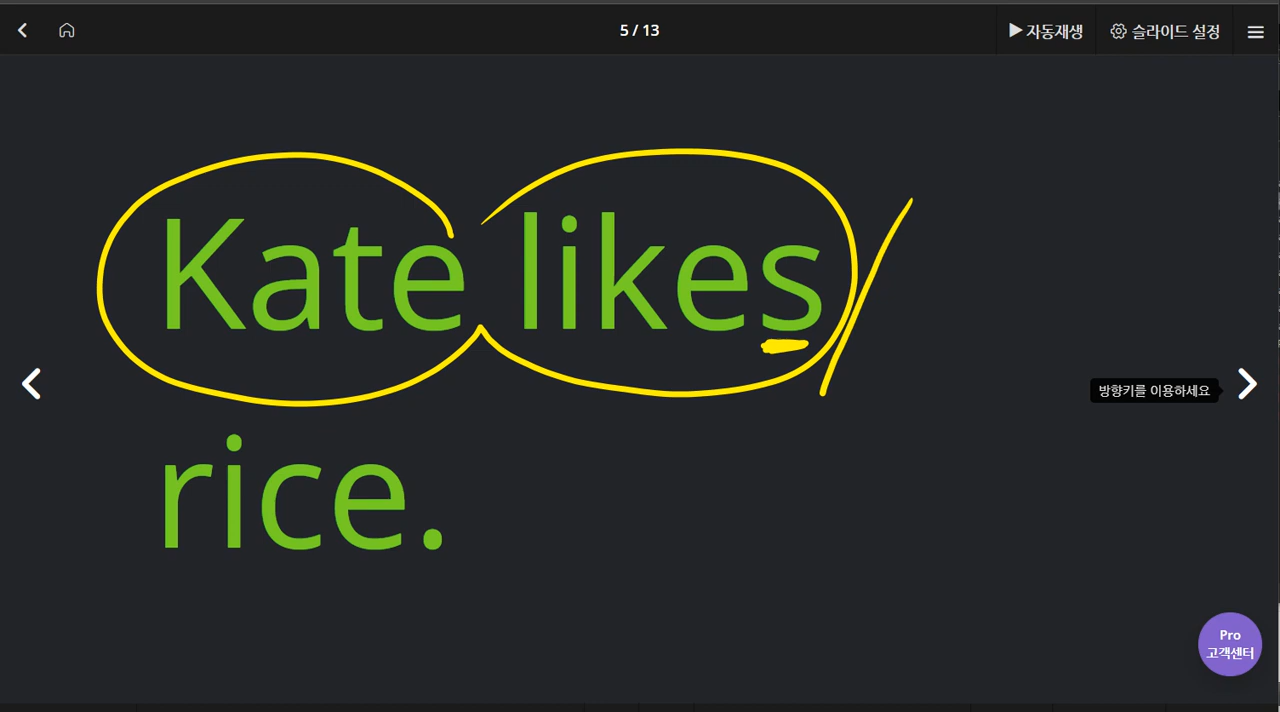 5 / 13
▶ 자동재생
슬라이드 설정
Kate likes
rice.
방향키를 이용하세요
Pro
고객센터